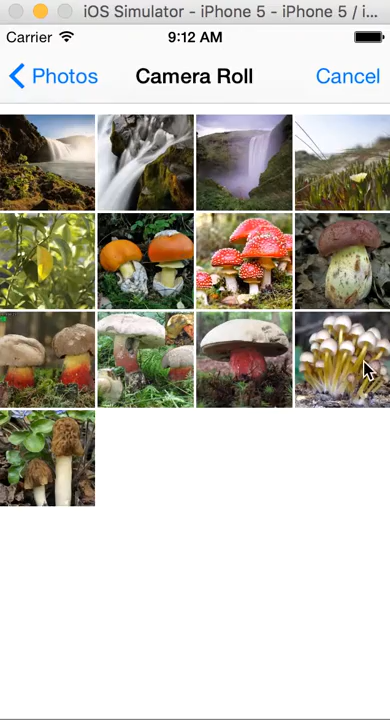 iOS Simulator - iPhone 5 - iPhone 5 / i...
Carrier 9:12 AM
Photos Camera Roll Cancel